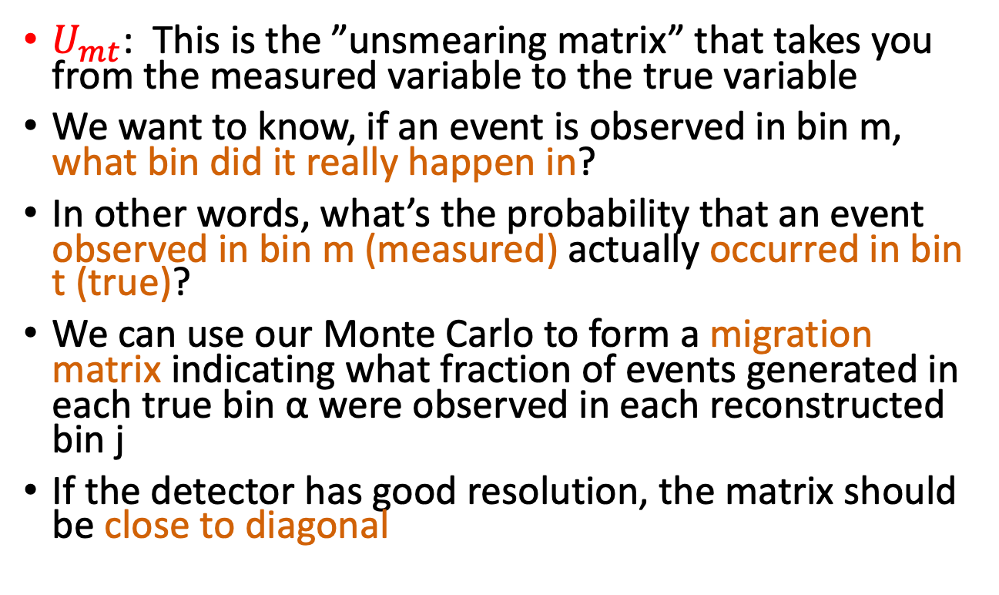 • 𝑈𝑚𝑡: This is the ”unsmearing matrix” that takes you
from the measured variable to the true variable
• We want to know, if an event is observed in bin m,
what bin did it really happen in?
• In other words, what’s the probability that an event
observed in bin m (measured) actually occurred in bin
t (true)?
• We can use our Monte Carlo to form a migration
matrix indicating what fraction of events generated in
each true bin α were observed in each reconstructed
bin j
• If the detector has good resolution, the matrix should
be close to diagonal